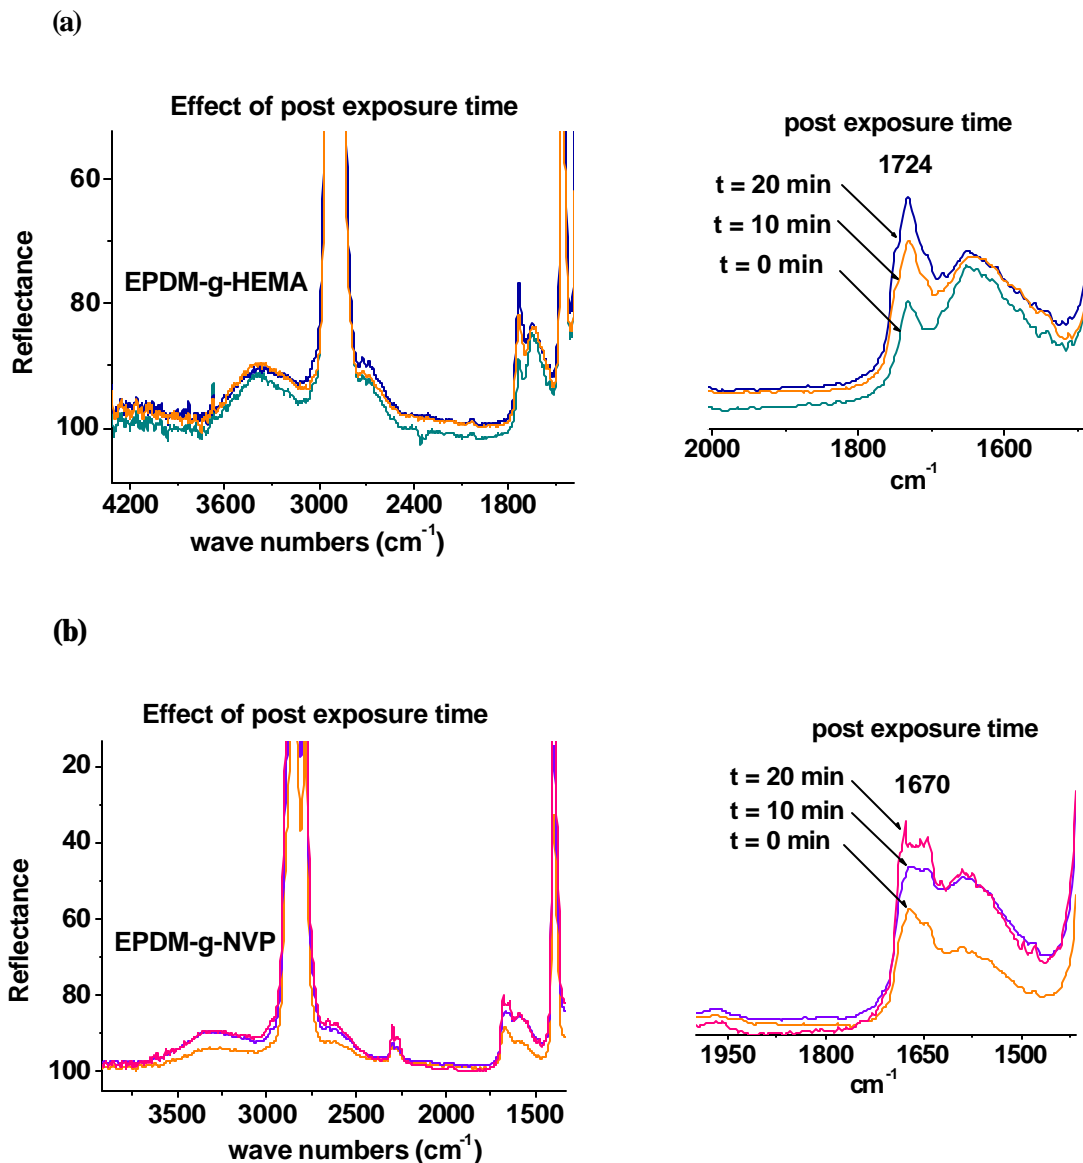 (a)
Effect of post exposure time
Reflectance
60
80
100
EPDM-g-HEMA
4200 3600 3000 2400 1800
wave numbers (cm-1)
post exposure time
1724
t = 20 min
t = 10 min
t = 0 min
2000 1800 1600
cm-1
(b)
Effect of post exposure time
Reflectance
20
40
60
80
100
EPDM-g-NVP
3500 3000 2500 2000 1500
wave numbers (cm-1)
post exposure time
1670
t = 20 min
t = 10 min
t = 0 min
1950 1800 1650 1500
cm-1